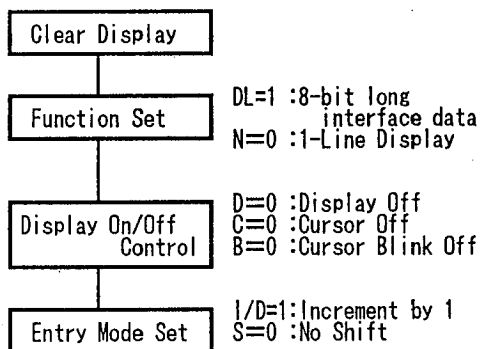 Clear Display
Function Set
DL=1 :8-bit long
interface data
N=0 :1-Line Display
Display On/Off
Control
D=0 :Display Off
C=0 :Cursor Off
B=0 :Cursor Blink Off
Entry Mode Set
I/D=1:Increment by 1
S=0 :No Shift